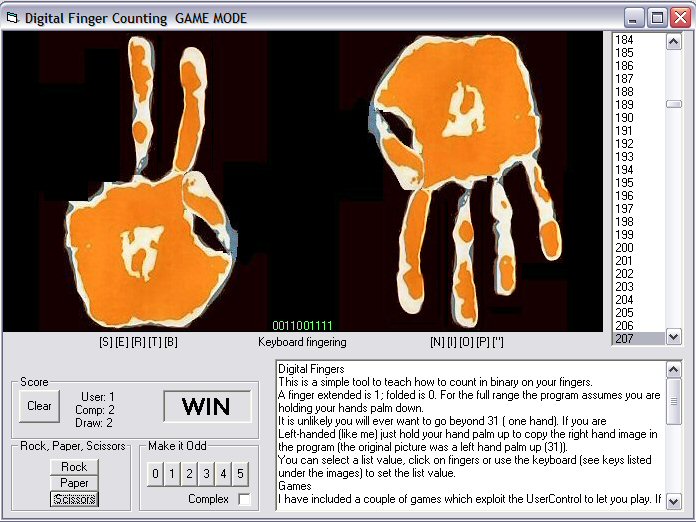 Digital Finger Counting GAME MODE
184
185
186
187
188
189
190
191
192
193
194
195
196
197
198
199
200
201
202
203
204
205
206
207
0011001111
[S] [E] [R] [T] [B]
Keyboard fingering
[N] [I] [O] [P] ["]
Score
Clear
User: 1
Comp: 2
Draw: 2
WIN
Rock, Paper, Scissors
Rock
Paper
Scissors
Make it Odd
0 1 2 3 4 5
Complex
Digital Fingers
This is a simple tool to teach how to count in binary on your fingers.
A finger extended is 1; folded is 0. For the full range the program assumes you are
holding your hands palm down.
It is unlikely you will ever want to go beyond 31 ( one hand). If you are
Left-handed (like me) just hold your hand palm up to copy the right hand image in
the program (the original picture was a left hand palm up (31)).
You can select a list value, click on fingers or use the keyboard (see keys listed
under the images) to set the list value.
Games
I have included a couple of games which exploit the UserControl to let you play. If